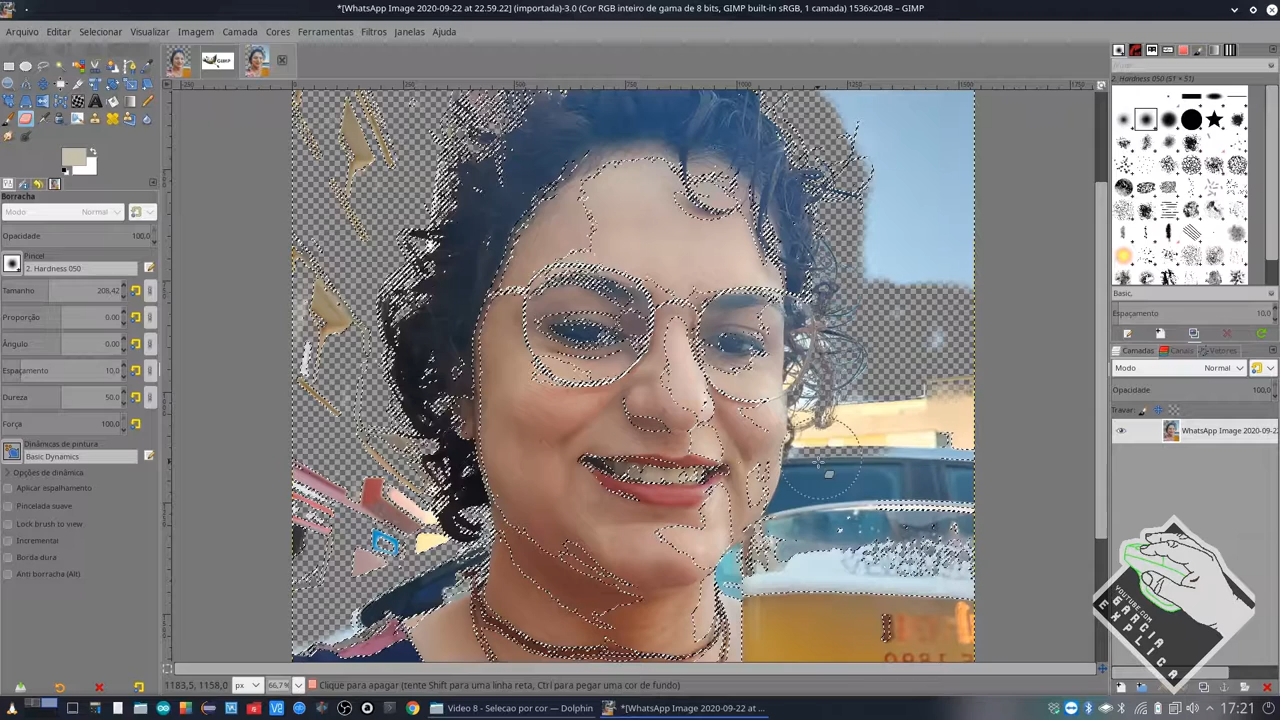 *[WhatsApp Image 2020-09-22 at 22.59.22] (importada)-3.0 (Cor RGB inteiro de gama de 8 bits, GIMP built-in sRGB, 1 camada) 1536x2048 – GIMP
Arquivo Editar Selecionar Visualizar Imagem Camada Cores Ferramentas Filtros Janelas Ajuda
GIMP
Borracha
Modo Normal
Opacidade 100,0
Pincel
2. Hardness 050
Tamanho 208,42
Proporção 0.00
Ângulo 0.00
Espaçamento 10,0
Dureza 50.0
Força 100.0
Dinâmicas de pintura
Basic Dynamics
Opções de dinâmica
Aplicar espalhamento
Pincelada suave
Lock brush to view
Incremental
Borda dura
Anti borracha (Alt)
2. Hardness 050 (51 × 51)
Basic,
Espaçamento 10,0
Camadas Canais Vetores
Modo Normal
Opacidade 100,0
Travar:
WhatsApp Image 2020-09-22
YOUTUBE.COM
GARCIA
EXPLICA
1183,5, 1158,0 px 66,7% Clique para apagar (tente Shift para uma linha reta, Ctrl para pegar uma cor de fundo)
Video 8 - Selecao por cor — Dolphin
*[WhatsApp Image 2020-09-22 at ...
17:21